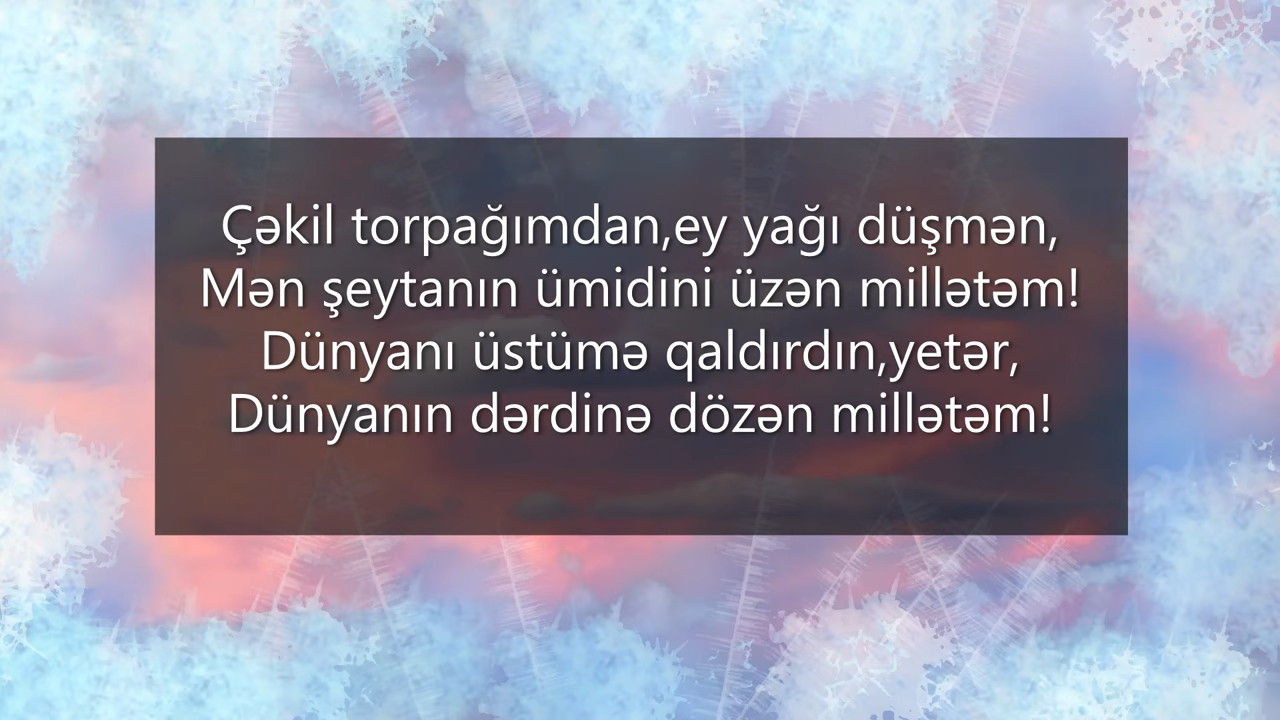 Çəkil torpağımdan,ey yağı düşmən,
Mən şeytanın ümidini üzən millətəm!
Dünyanı üstümə qaldırdın,yetər,
Dünyanın dərdinə dözən millətəm!